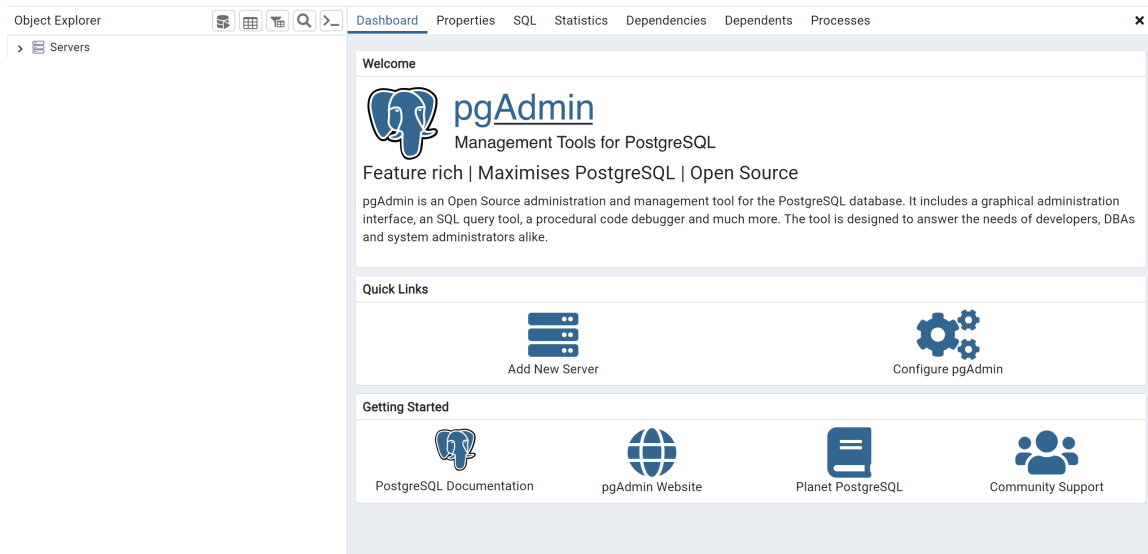 Object Explorer
Dashboard Properties SQL Statistics Dependencies Dependents Processes
Servers
Welcome
pgAdmin
Management Tools for PostgreSQL
Feature rich | Maximises PostgreSQL | Open Source
pgAdmin is an Open Source administration and management tool for the PostgreSQL database. It includes a graphical administration
interface, an SQL query tool, a procedural code debugger and much more. The tool is designed to answer the needs of developers, DBAs
and system administrators alike.
Quick Links
Add New Server
Configure pgAdmin
Getting Started
PostgreSQL Documentation
pgAdmin Website
Planet PostgreSQL
Community Support